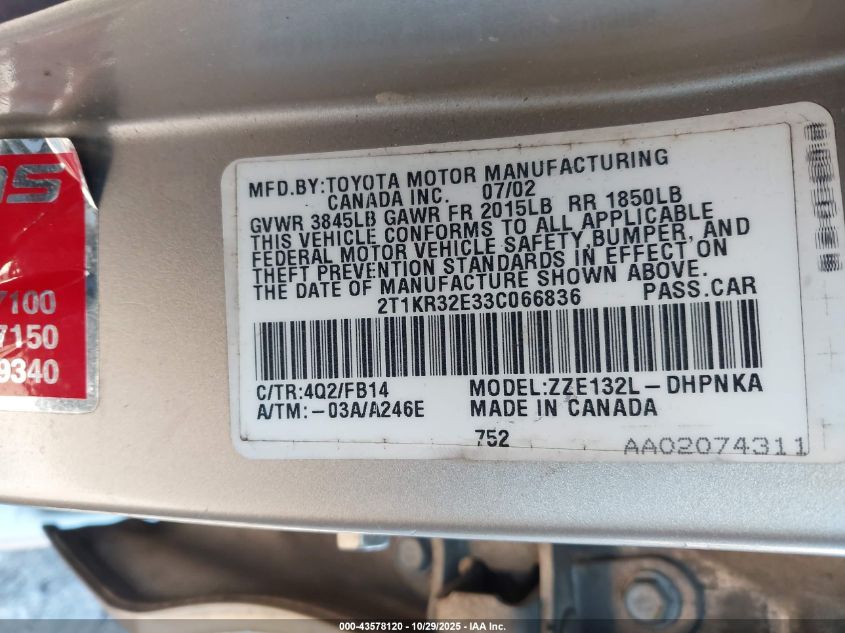 MFD.BY:TOYOTA MOTOR MANUFACTURING
CANADA INC. 07/02
GVWR 3845LB GAWR FR 2015LB RR 1850LB
THIS VEHICLE CONFORMS TO ALL APPLICABLE
FEDERAL MOTOR VEHICLE SAFETY, BUMPER, AND
THEFT PREVENTION STANDARDS IN EFFECT ON
THE DATE OF MANUFACTURE SHOWN ABOVE.
2T1KR32E33C066836 PASS.CAR
C/TR:4Q2/FB14 MODEL:ZZE132L-DHPNKA
A/TM:-03A/A246E MADE IN CANADA
752
AA02074311
7100
7150
9340
000-43578120 - 10/29/2025 - IAA Inc.